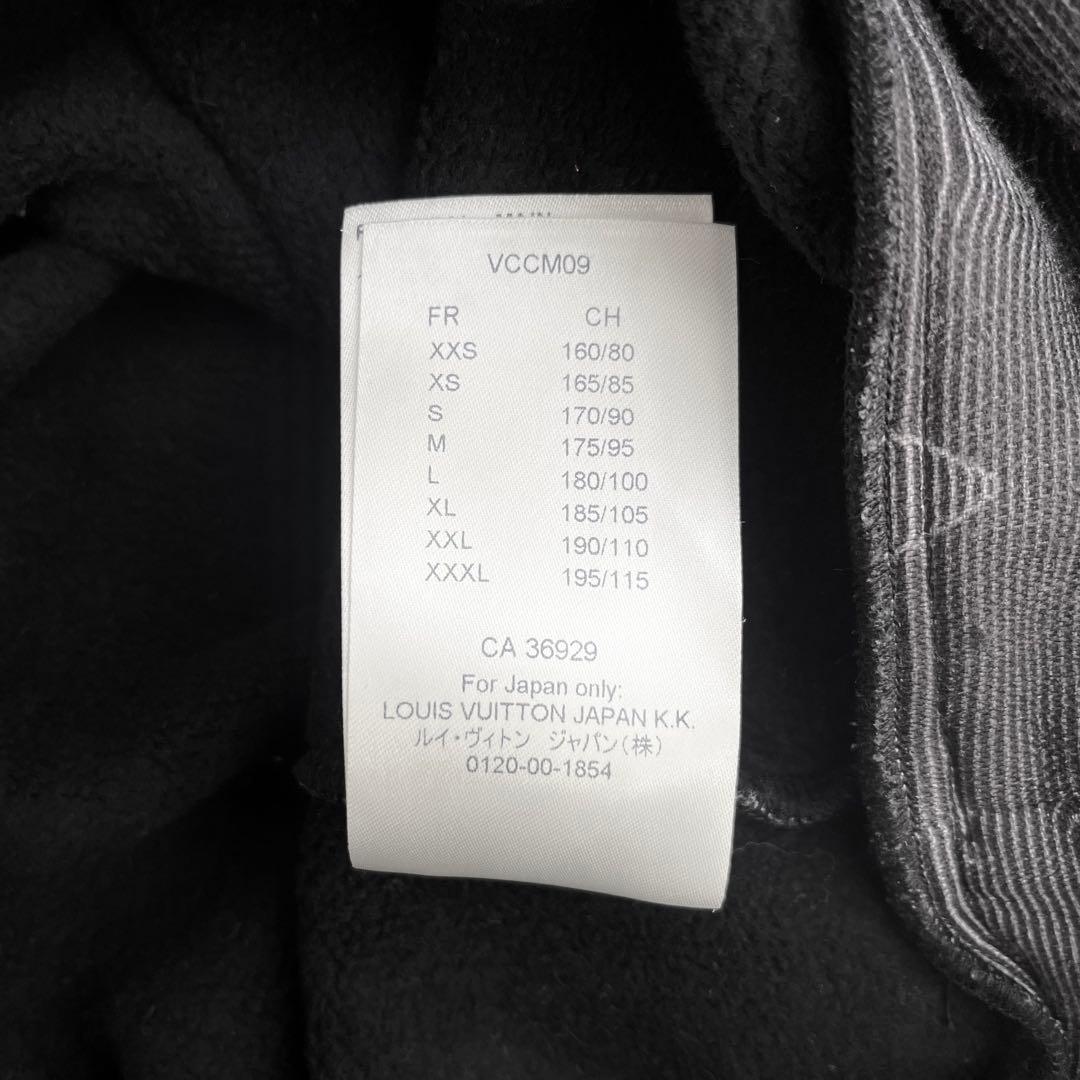 MAIN
VCCM09
FR CH
XXS 160/80
XS 165/85
S 170/90
M 175/95
L 180/100
XL 185/105
XXL 190/110
XXXL 195/115
CA 36929
For Japan only:
LOUIS VUITTON JAPAN K.K.
ルイ・ヴィトン ジャパン(株)
0120-00-1854